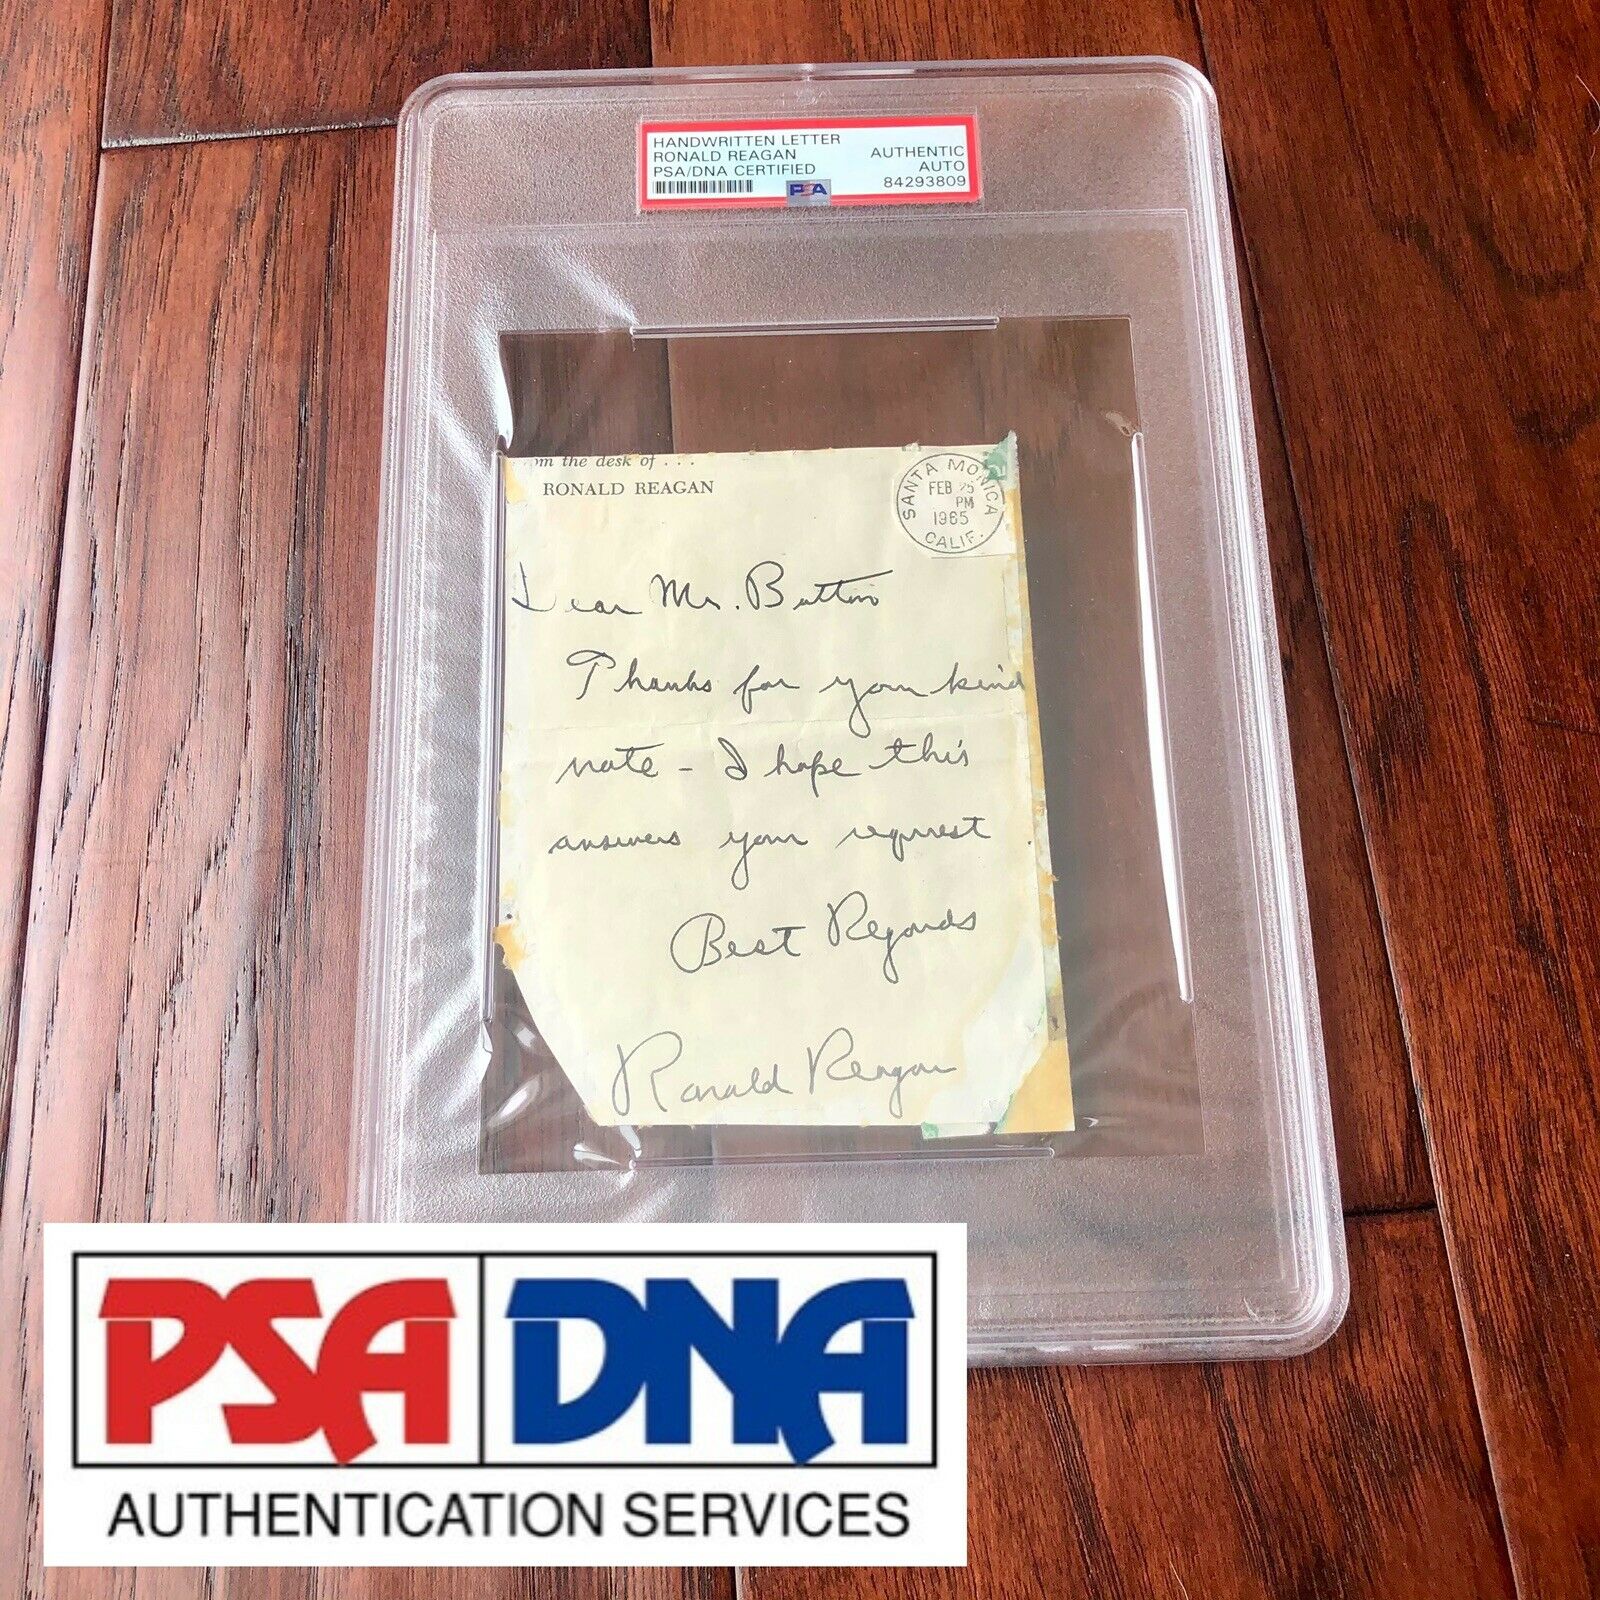 HANDWRITTEN LETTER
RONALD REAGAN
PSA/DNA CERTIFIED
AUTHENTIC
AUTO
84293809
PSA
om the desk of . . .
RONALD REAGAN
SANTA MONICA
FEB 25
PM
1965
CALIF.
Dear Mr. Button
Thanks for your kind
note - I hope this
answers your request
Best Regards
Ronald Reagan
PSA DNA
AUTHENTICATION SERVICES